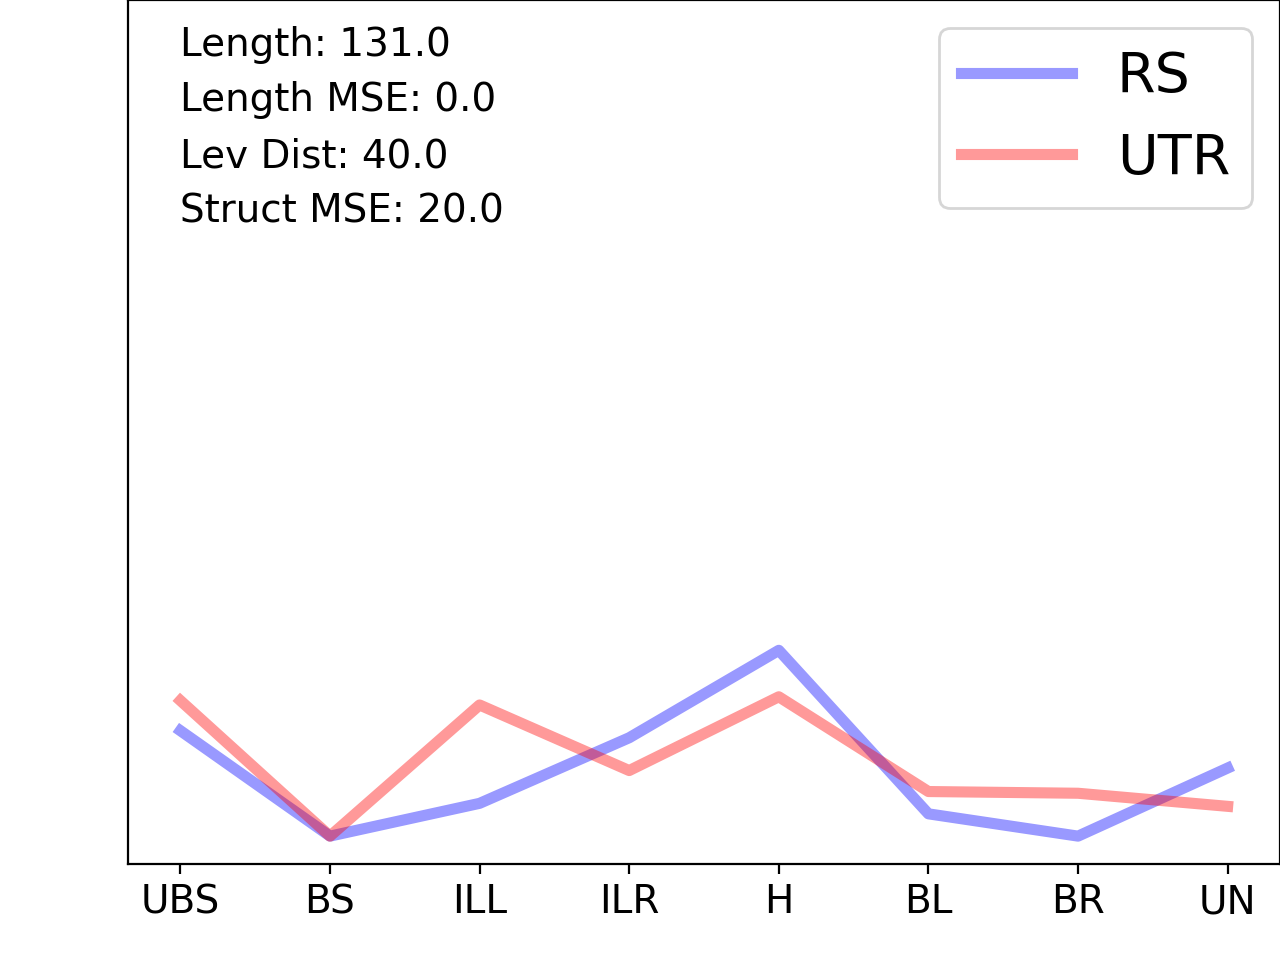 Length: 131.0
Length MSE: 0.0
Lev Dist: 40.0
Struct MSE: 20.0
RS
UTR
UBS BS ILL ILR H BL BR UN